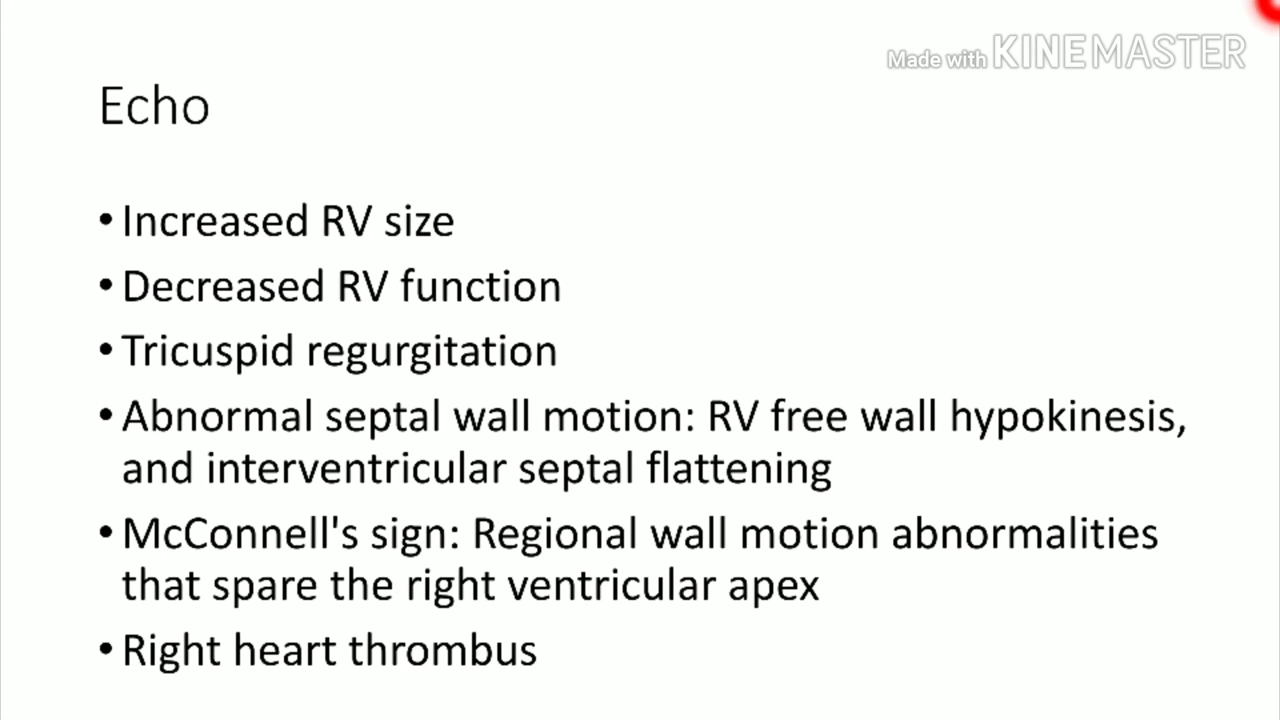 Made with KINEMASTER
Echo
• Increased RV size
• Decreased RV function
• Tricuspid regurgitation
• Abnormal septal wall motion: RV free wall hypokinesis,
and interventricular septal flattening
• McConnell's sign: Regional wall motion abnormalities
that spare the right ventricular apex
• Right heart thrombus